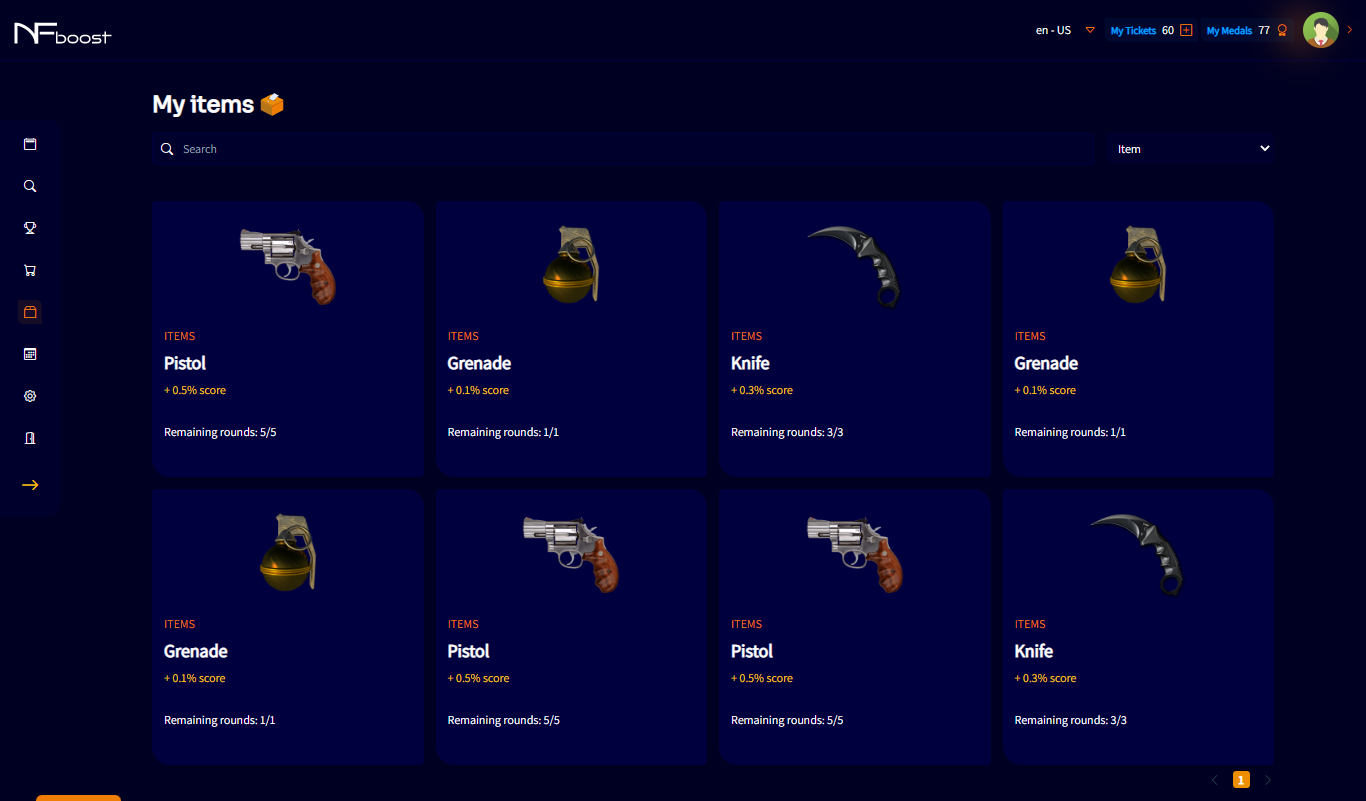 NFboost
en - US
My Tickets 60
My Medals 77
My items
Search
Item
ITEMS
Pistol
+ 0.5% score
Remaining rounds: 5/5
ITEMS
Grenade
+ 0.1% score
Remaining rounds: 1/1
ITEMS
Knife
+ 0.3% score
Remaining rounds: 3/3
ITEMS
Grenade
+ 0.1% score
Remaining rounds: 1/1
ITEMS
Grenade
+ 0.1% score
Remaining rounds: 1/1
ITEMS
Pistol
+ 0.5% score
Remaining rounds: 5/5
ITEMS
Pistol
+ 0.5% score
Remaining rounds: 5/5
ITEMS
Knife
+ 0.3% score
Remaining rounds: 3/3
1